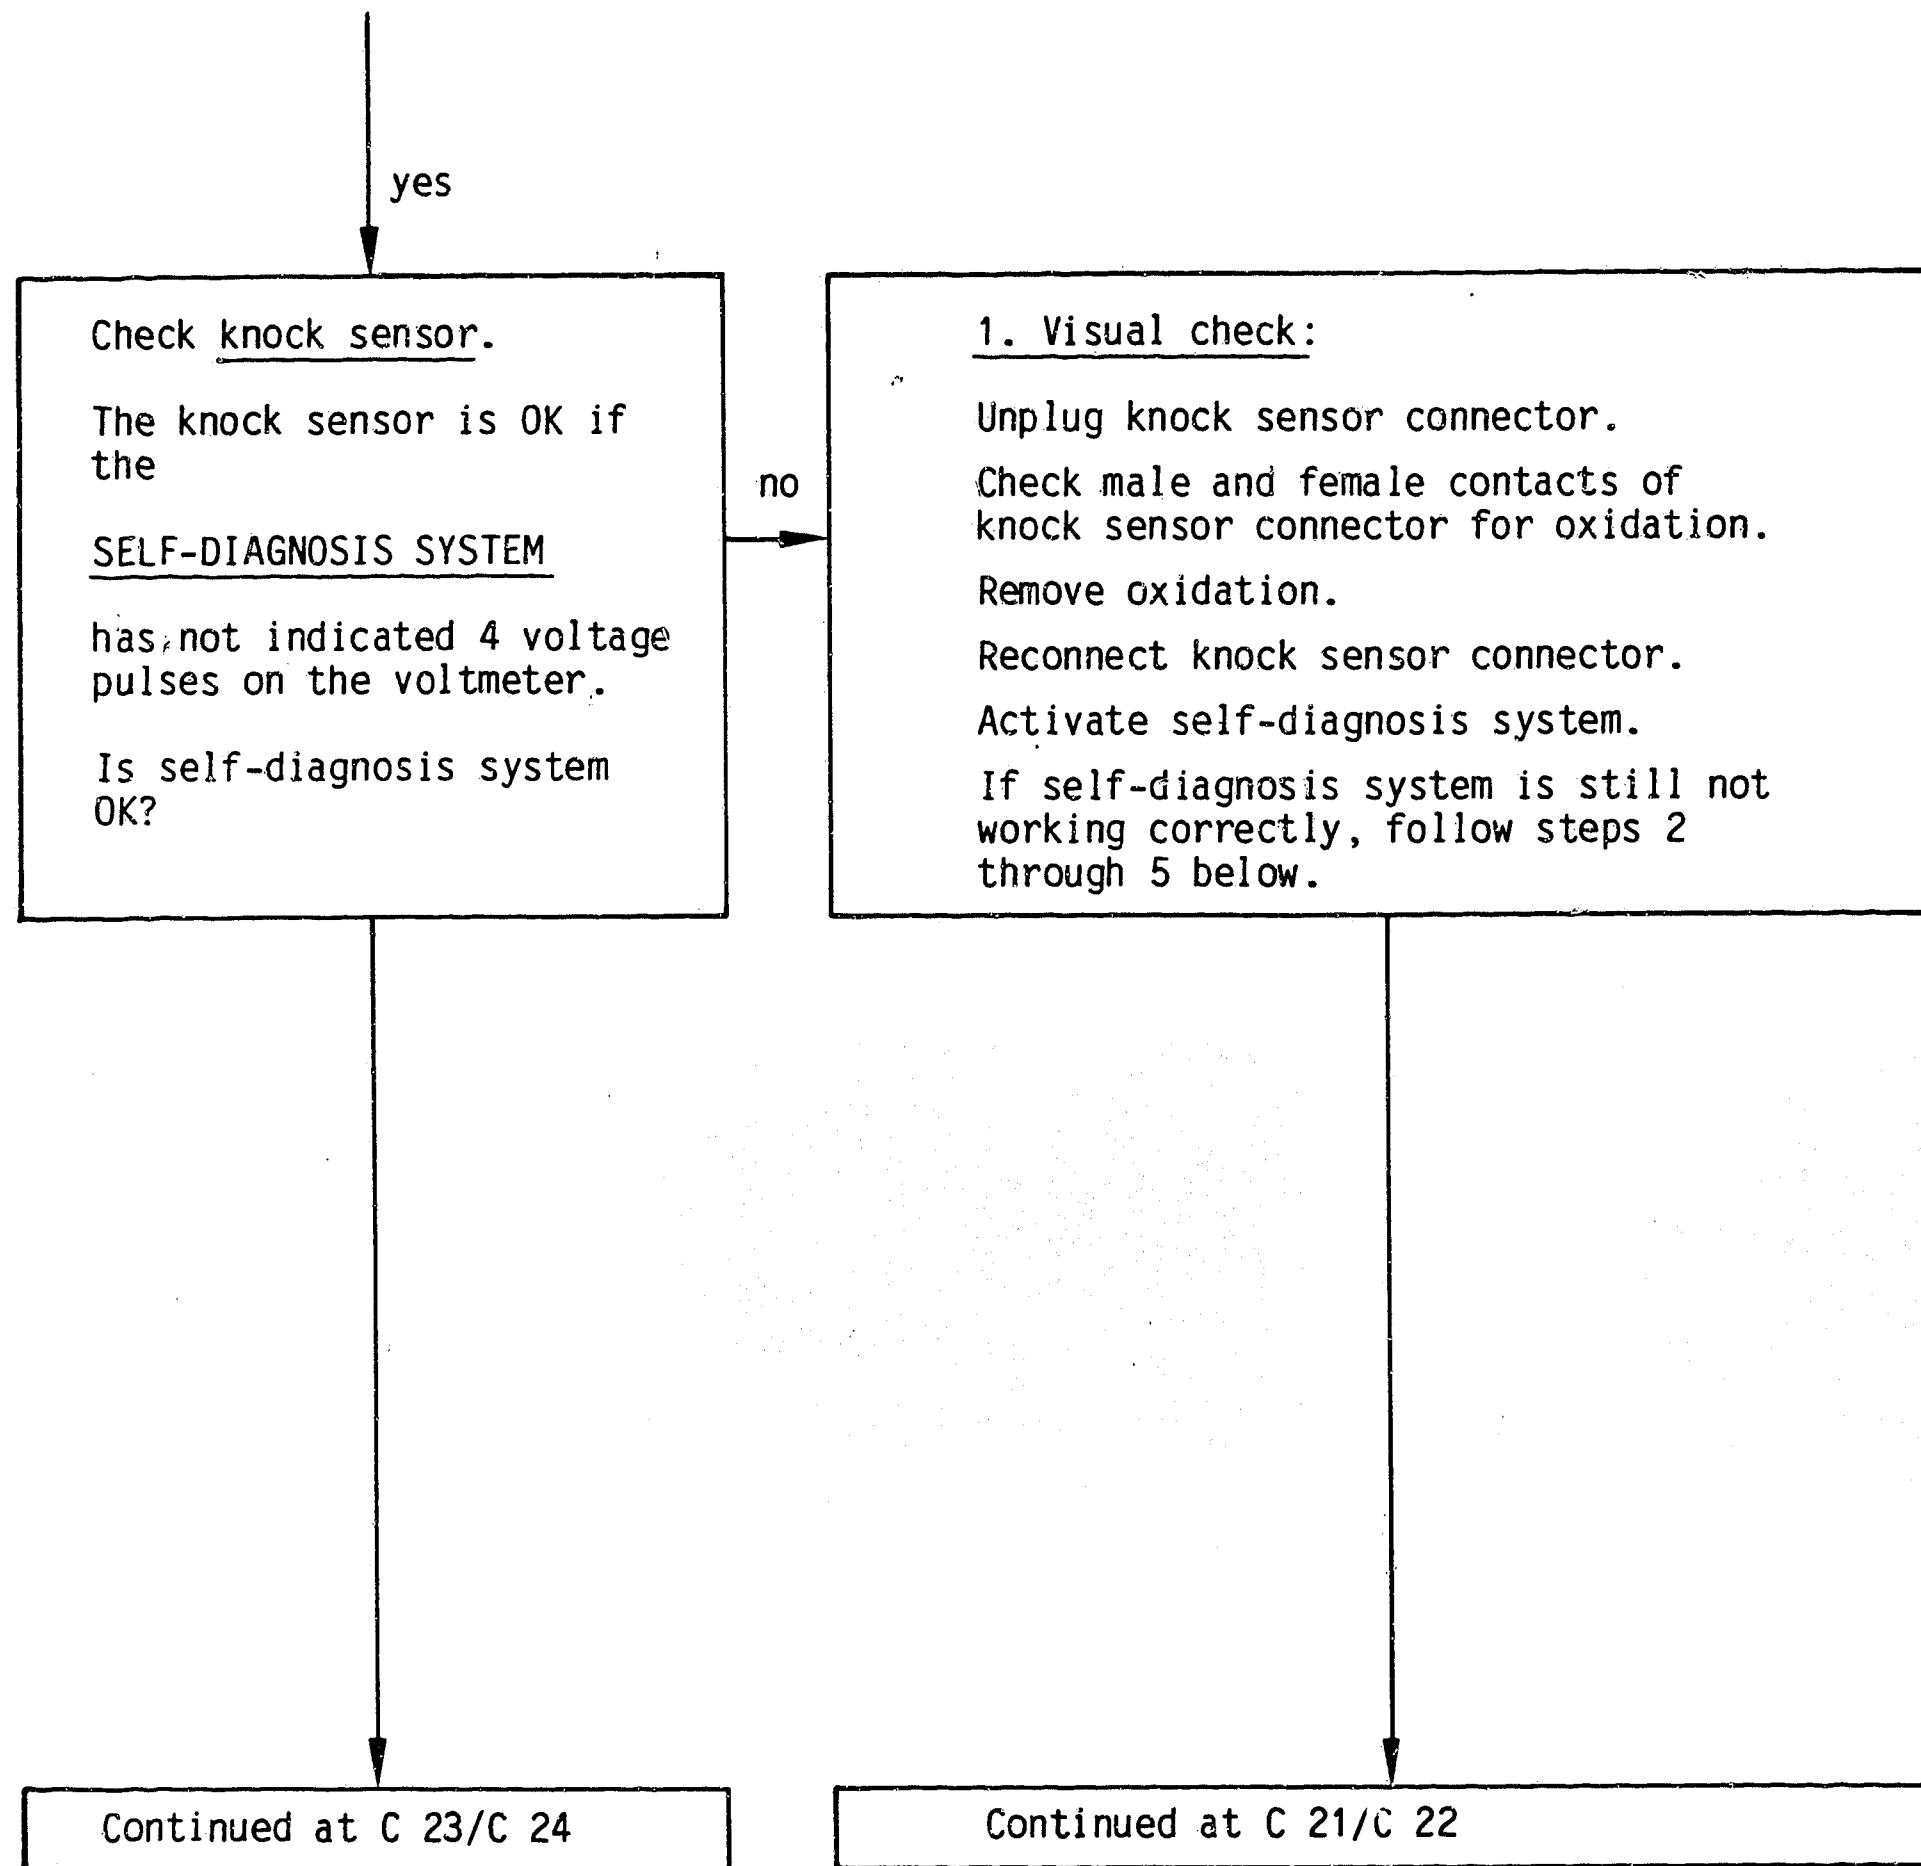 yes
Check knock sensor.
The knock sensor is OK if
the
SELF-DIAGNOSIS SYSTEM
has not indicated 4 voltage
pulses on the voltmeter.
Is self-diagnosis system
OK?
no
1. Visual check:
Unplug knock sensor connector.
Check male and female contacts of
knock sensor connector for oxidation.
Remove oxidation.
Reconnect knock sensor connector.
Activate self-diagnosis system.
If self-diagnosis system is still not
working correctly, follow steps 2
through 5 below.
Continued at C 23/C 24
Continued at C 21/C 22